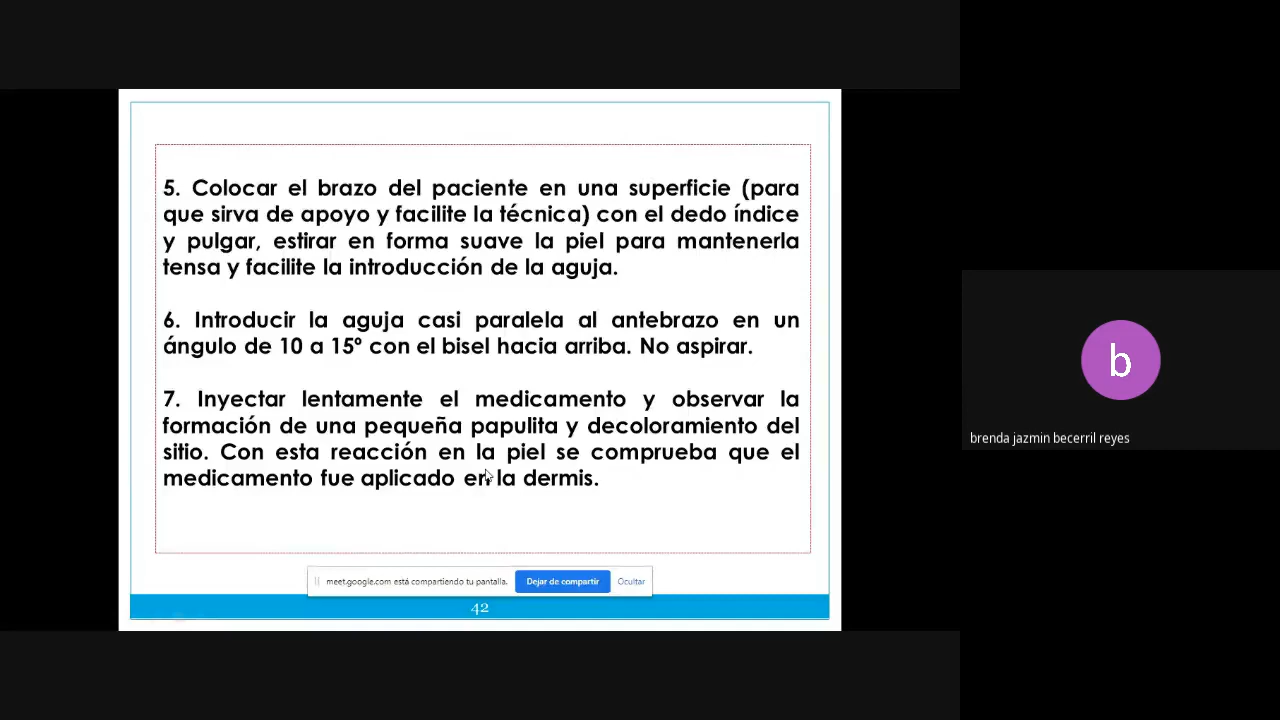 5. Colocar el brazo del paciente en una superficie (para
que sirva de apoyo y facilite la técnica) con el dedo índice
y pulgar, estirar en forma suave la piel para mantenerla
tensa y facilite la introducción de la aguja.
6. Introducir la aguja casi paralela al antebrazo en un
ángulo de 10 a 15º con el bisel hacia arriba. No aspirar.
7. Inyectar lentamente el medicamento y observar la
formación de una pequeña papulita y decoloramiento del
sitio. Con esta reacción en la piel se comprueba que el
medicamento fue aplicado en la dermis.
meet.google.com está compartiendo tu pantalla.
Dejar de compartir
Ocultar
42
b
brenda jazmin becerril reyes